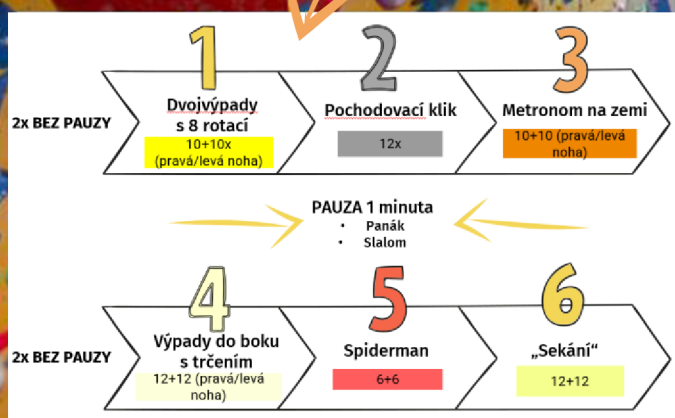 1
2
3
2x BEZ PAUZY
Dvojvýpady
s 8 rotací
10+10x
(pravá/levá noha)
Pochodovací klik
12x
Metronom na zemi
10+10 (pravá/levá
noha)
PAUZA 1 minuta
• Panák
• Slalom
4
5
6
2x BEZ PAUZY
Výpady do boku
s trčením
12+12 (pravá/levá
noha)
Spiderman
6+6
„Sekání“
12+12